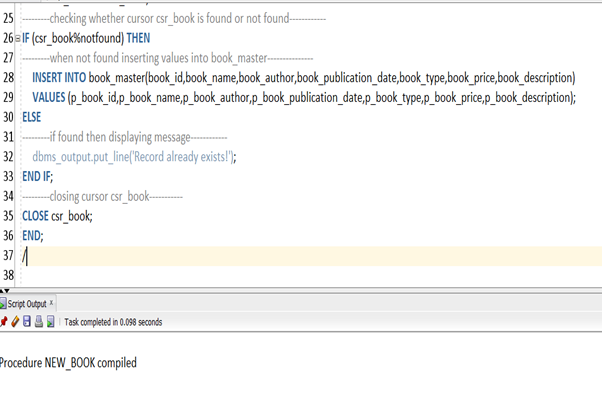 25 ---------checking whether cursor csr_book is found or not found------------
26 IF (csr_book%notfound) THEN
27 ---------when not found inserting values into book_master---------------
28 INSERT INTO book_master(book_id,book_name,book_author,book_publication_date,book_type,book_price,book_description)
29 VALUES (p_book_id,p_book_name,p_book_author,p_book_publication_date,p_book_type,p_book_price,p_book_description);
30 ELSE
31 ---------if found then displaying message------------
32 dbms_output.put_line('Record already exists!');
33 END IF;
34 ---------closing cursor csr_book-----------
35 CLOSE csr_book;
36 END;
37 /
38
Script Output x
Task completed in 0.098 seconds
Procedure NEW_BOOK compiled